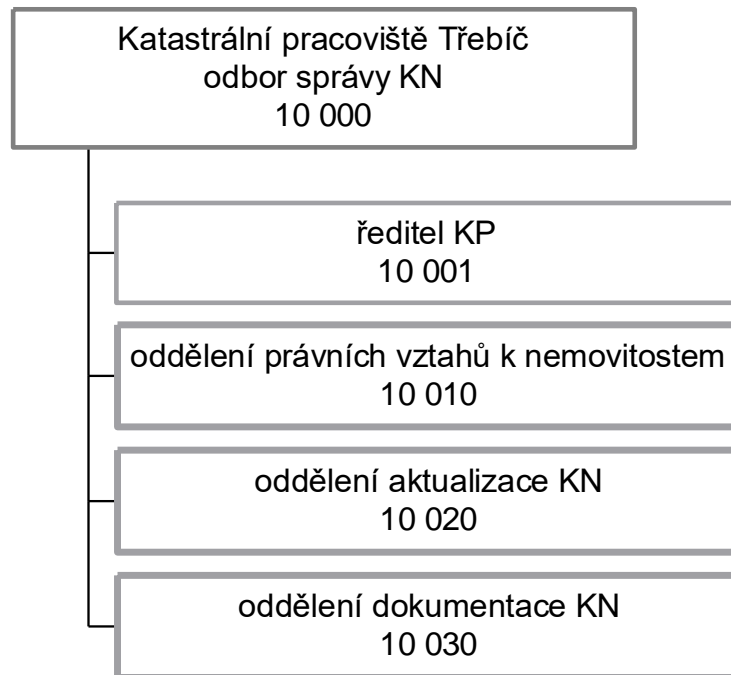 Katastrální pracoviště Třebíč
odbor správy KN
10 000
ředitel KP
10 001
oddělení právních vztahů k nemovitostem
10 010
oddělení aktualizace KN
10 020
oddělení dokumentace KN
10 030